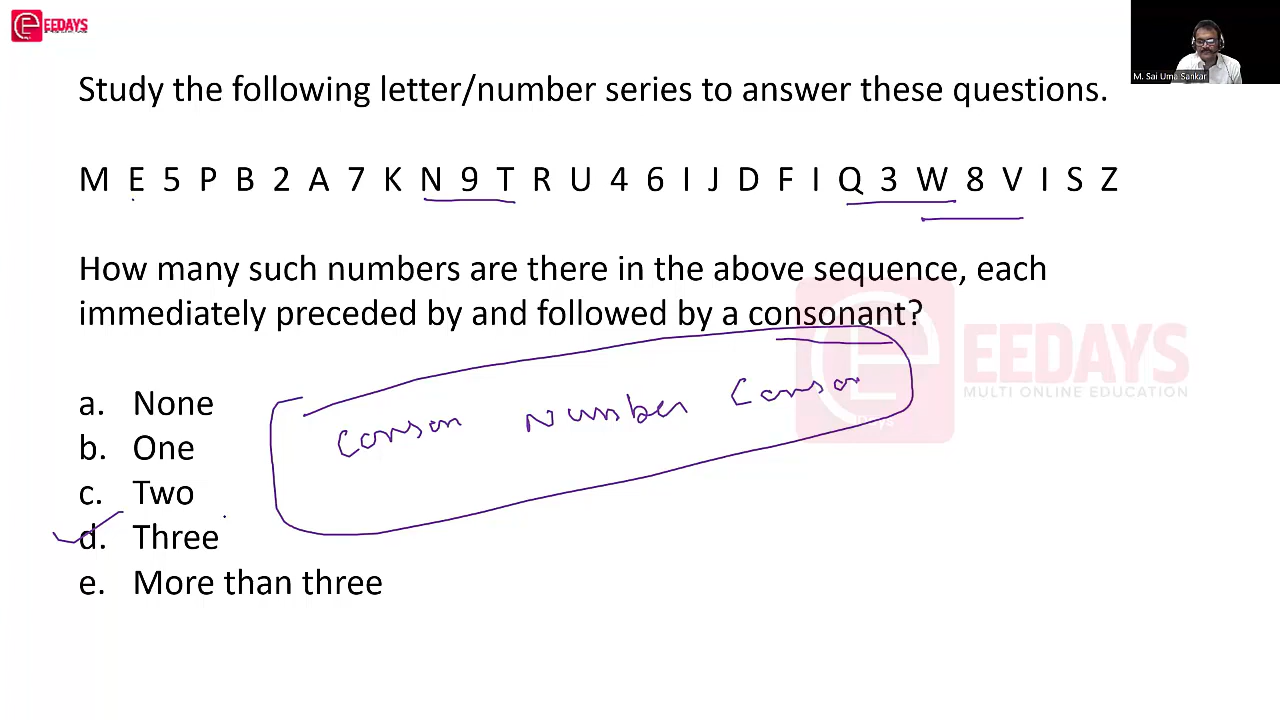 EEDAYS
M. Sai Uma Sankar
Study the following letter/number series to answer these questions.
M E 5 P B 2 A 7 K N 9 T R U 4 6 I J D F I Q 3 W 8 V I S Z
How many such numbers are there in the above sequence, each
immediately preceded by and followed by a consonant?
EEDAYS
MULTI ONLINE EDUCATION
a. None
b. One
c. Two
d. Three
e. More than three
Conson Number Conson